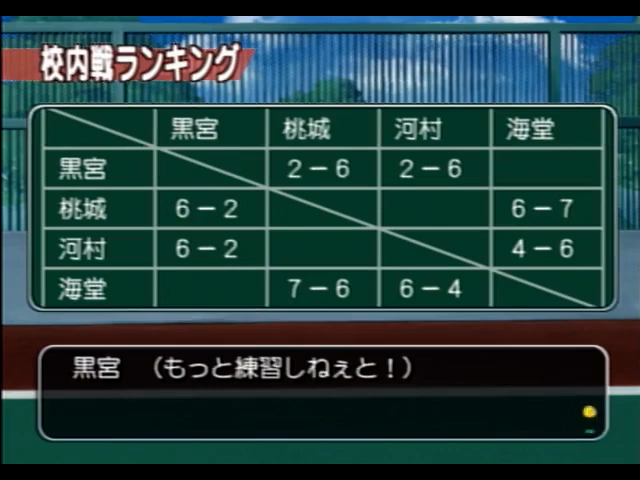 校内戦ランキング
黒宮 桃城 河村 海堂
黒宮 2-6 2-6
桃城 6-2 6-7
河村 6-2 4-6
海堂 7-6 6-4
黒宮 (もっと練習しねぇと!)